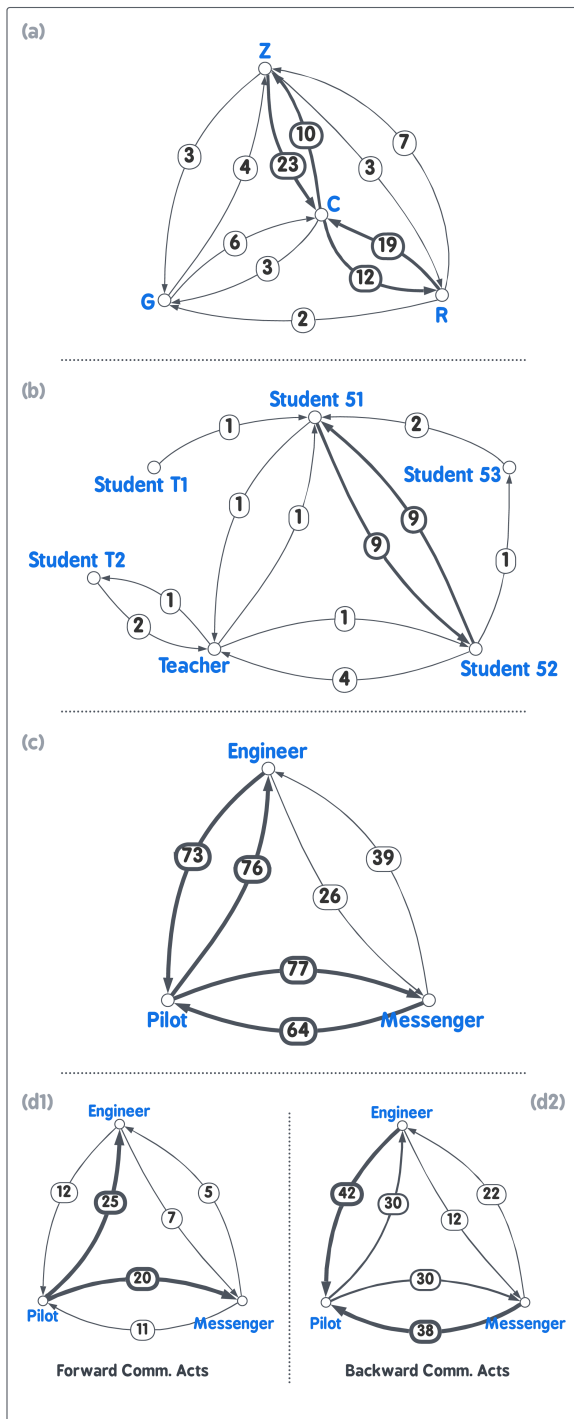 (a)
Z
10
7
3
4
23
3
C
6
19
3
12
G
R
2
(b)
Student 51
1
2
Student T1
Student 53
1
1
9
9
Student T2
1
1
2
1
Teacher
4
Student 52
(c)
Engineer
73
76
39
26
77
Pilot
Messenger
64
(d1)
Engineer
12
25
5
7
20
Pilot
Messenger
11
Forward Comm. Acts
(d2)
Engineer
42
30
22
12
30
Pilot
Messenger
38
Backward Comm. Acts